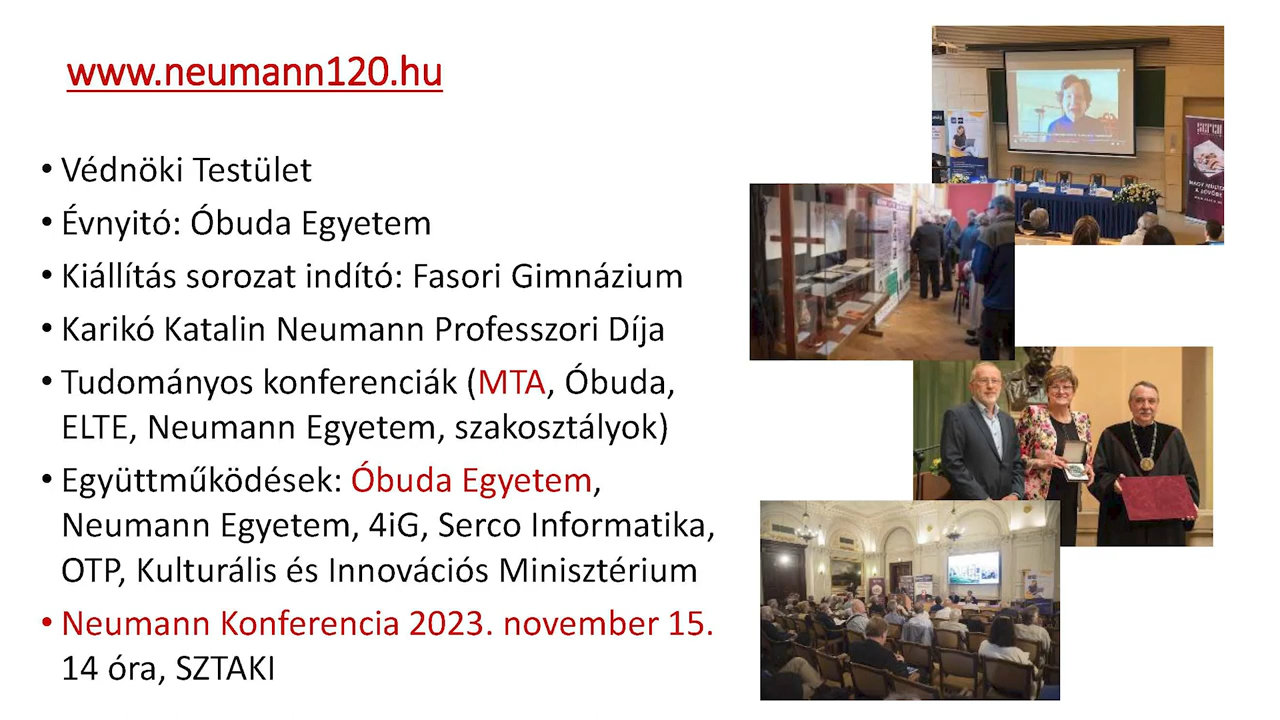 www.neumann120.hu
• Védnöki Testület
• Évnyitó: Óbuda Egyetem
• Kiállítás sorozat indító: Fasori Gimnázium
• Karikó Katalin Neumann Professzori Díja
• Tudományos konferenciák (MTA, Óbuda,
ELTE, Neumann Egyetem, szakosztályok)
• Együttműködések: Óbuda Egyetem,
Neumann Egyetem, 4iG, Serco Informatika,
OTP, Kulturális és Innovációs Minisztérium
• Neumann Konferencia 2023. november 15.
14 óra, SZTAKI